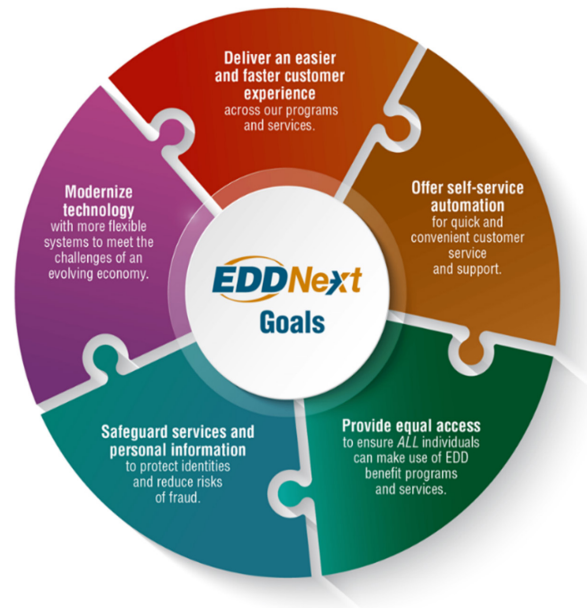 Deliver an easier
and faster customer
experience
across our programs
and services.
Offer self-service
automation
for quick and
convenient customer
service
and support.
Provide equal access
to ensure ALL individuals
can make use of EDD
benefit programs
and services.
Safeguard services and
personal information
to protect identities
and reduce risks
of fraud.
Modernize
technology
with more flexible
systems to meet the
challenges of an
evolving economy.
EDDNext
Goals